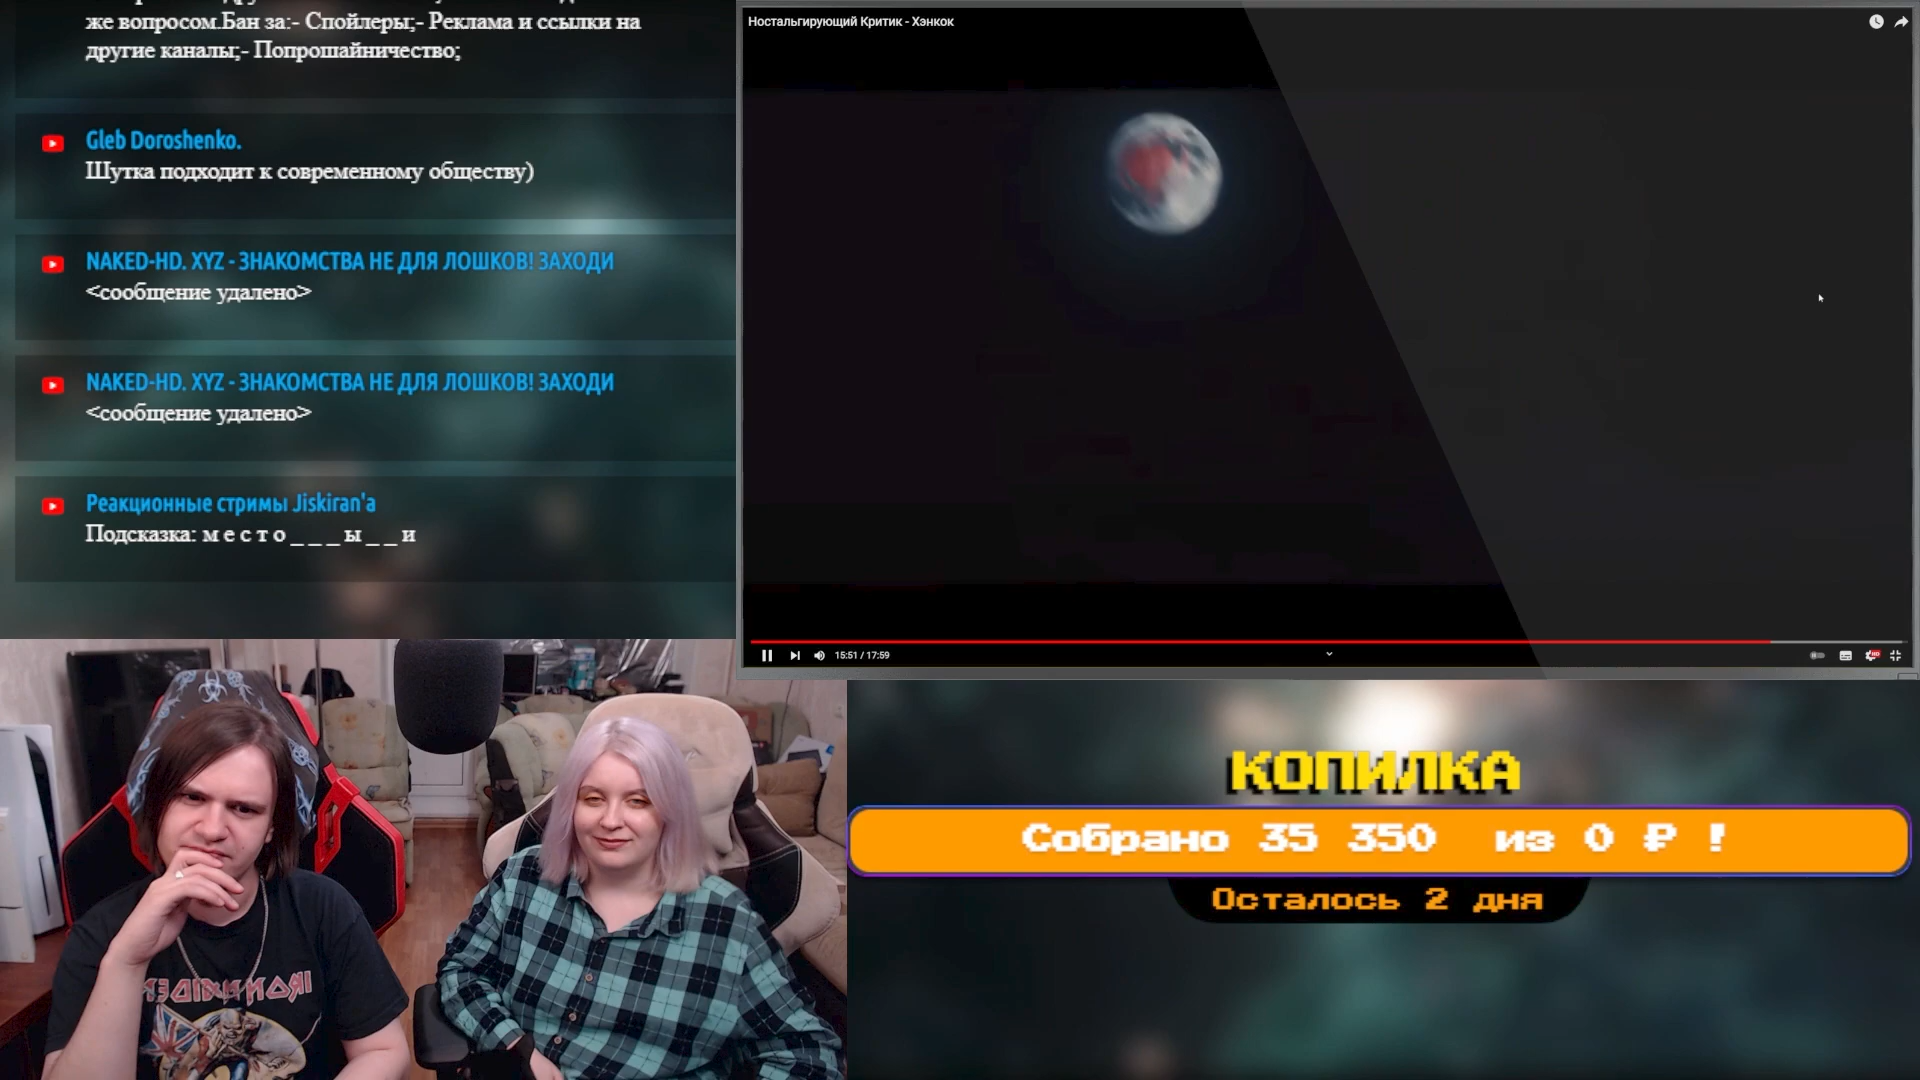 же вопросом.Бан за:- Спойлеры;- Реклама и ссылки на
другие каналы;- Попрошайничество;
Gleb Doroshenko.
Шутка подходит к современному обществу)
NAKED-HD. XYZ - ЗНАКОМСТВА НЕ ДЛЯ ЛОШКОВ! ЗАХОДИ
<сообщение удалено>
NAKED-HD. XYZ - ЗНАКОМСТВА НЕ ДЛЯ ЛОШКОВ! ЗАХОДИ
<сообщение удалено>
Реакционные стримы Jiskiran'a
Подсказка: м е с т о _ _ _ ы _ _ и
Ностальгирующий Критик - Хэнкок
15:51 / 17:59
IRON MAIDEN
КОПИЛКА
Собрано 35 350 из 0 ₽ !
Осталось 2 дня